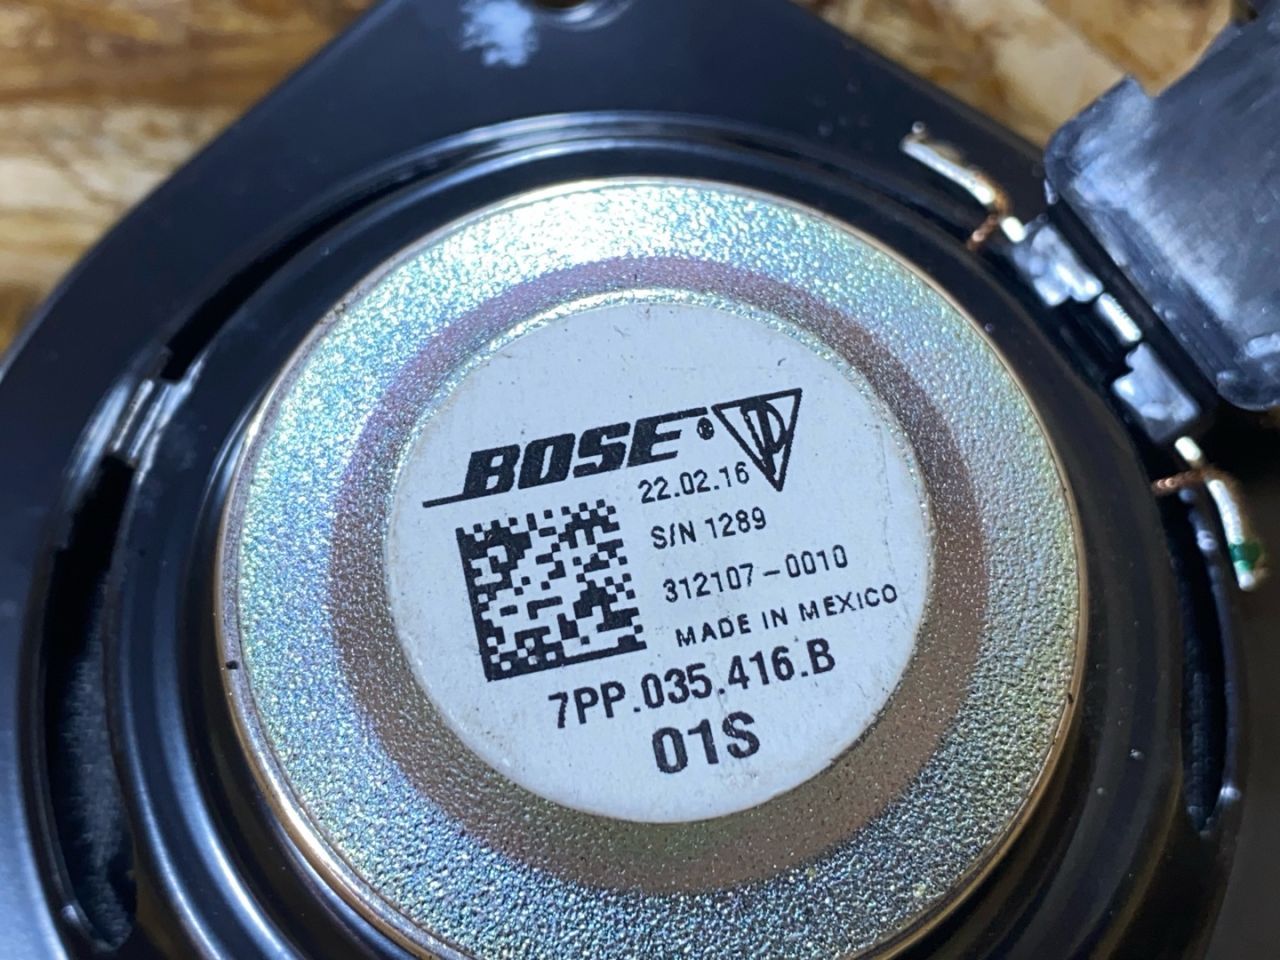 BOSE®
22.02.16
S/N 1289
312107-0010
MADE IN MEXICO
7PP.035.416.B
01S